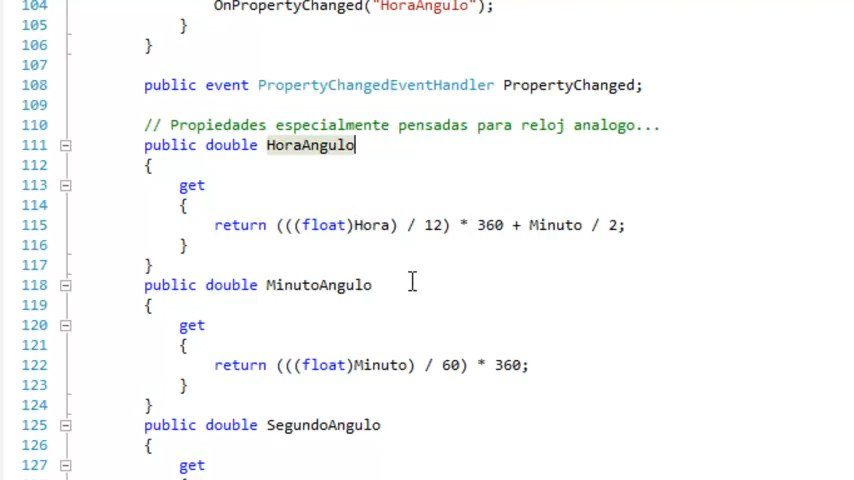 104 OnPropertyChanged("HoraAngulo");
105 }
106 }
107
108 public event PropertyChangedEventHandler PropertyChanged;
109
110 // Propiedades especialmente pensadas para reloj analogo...
111 public double HoraAngulo
112 {
113 get
114 {
115 return (((float)Hora) / 12) * 360 + Minuto / 2;
116 }
117 }
118 public double MinutoAngulo
119 {
120 get
121 {
122 return (((float)Minuto) / 60) * 360;
123 }
124 }
125 public double SegundoAngulo
126 {
127 get